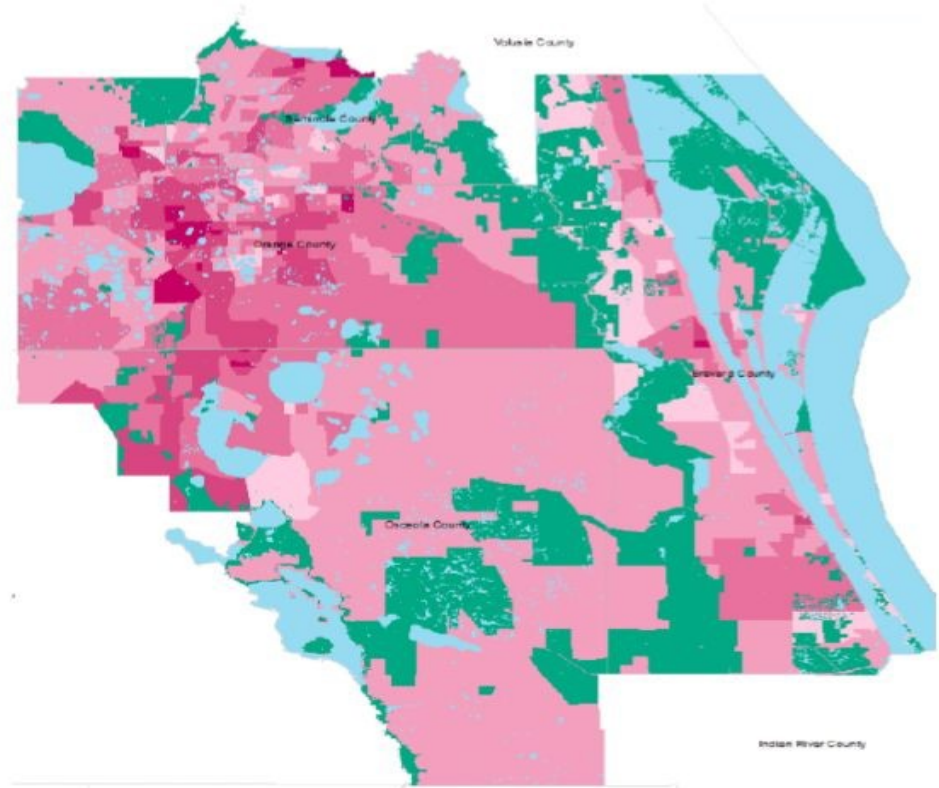 Volusia County
Seminole County
Orange County
Brevard County
Osceola County
Indian River County